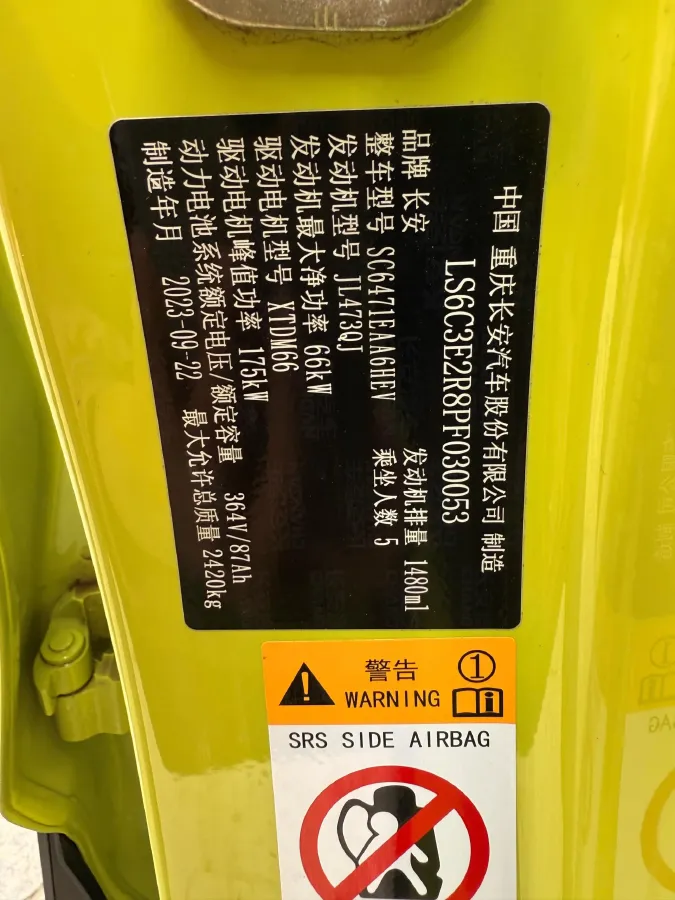 中国 重庆长安汽车股份有限公司 制造
LS6C3E2R8PF030053
品牌 长安 发动机排量 1480ml
整车型号 SC6471EAA6HEV 乘坐人数 5
发动机型号 JL473QJ
发动机最大净功率 66kW
驱动电机型号 XTDM66
驱动电机峰值功率 175kW
动力电池系统额定电压/额定容量 364V/87Ah
制造年月 2023-09-22 最大允许总质量 2420kg
警告
WARNING
1
SRS SIDE AIRBAG